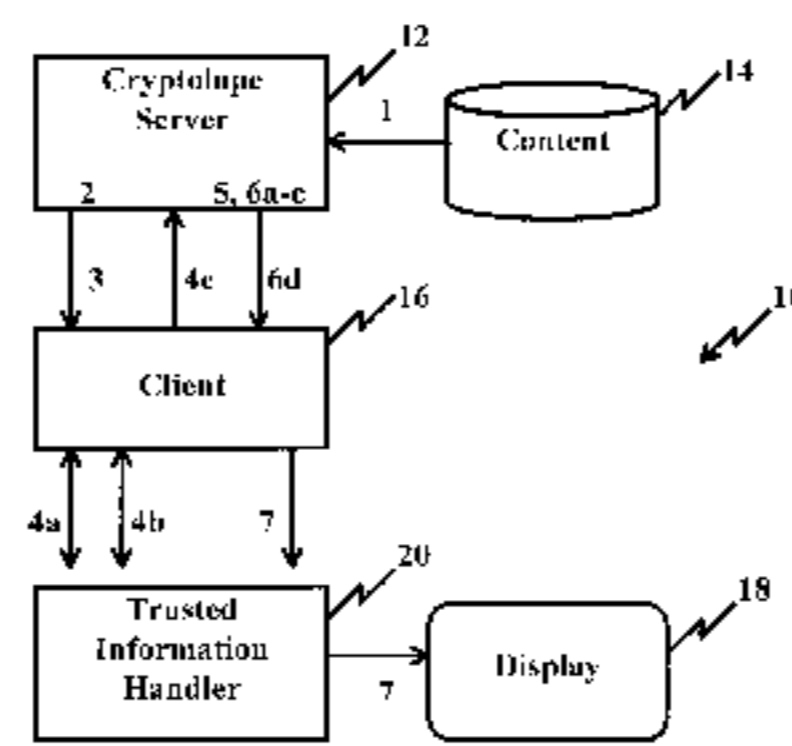 12
Cryptolope
Server
1
14
Content
2
5, 6a-c
3
4c
6d
16
Client
4a
4b
7
20
Trusted
Information
Handler
7
18
Display